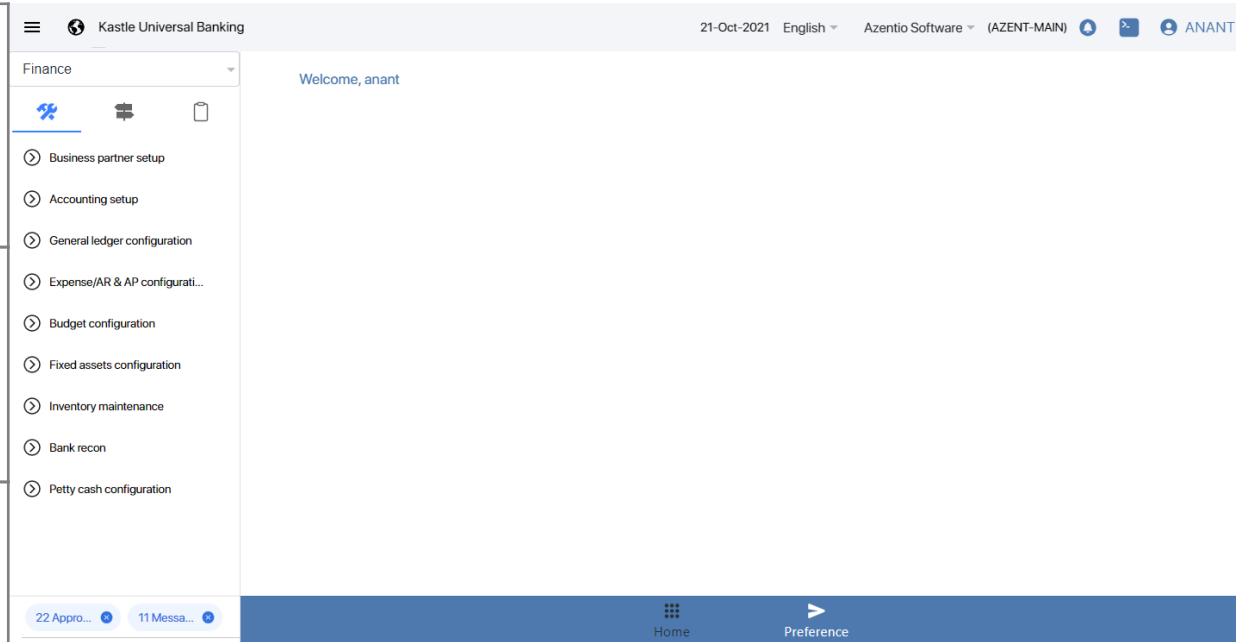 Kastle Universal Banking
21-Oct-2021 English Azentio Software (AZENT-MAIN) ANANT
Finance
Welcome, anant
Business partner setup
Accounting setup
General ledger configuration
Expense/AR & AP configurati...
Budget configuration
Fixed assets configuration
Inventory maintenance
Bank recon
Petty cash configuration
22 Appro... 11 Messa...
Home Preference